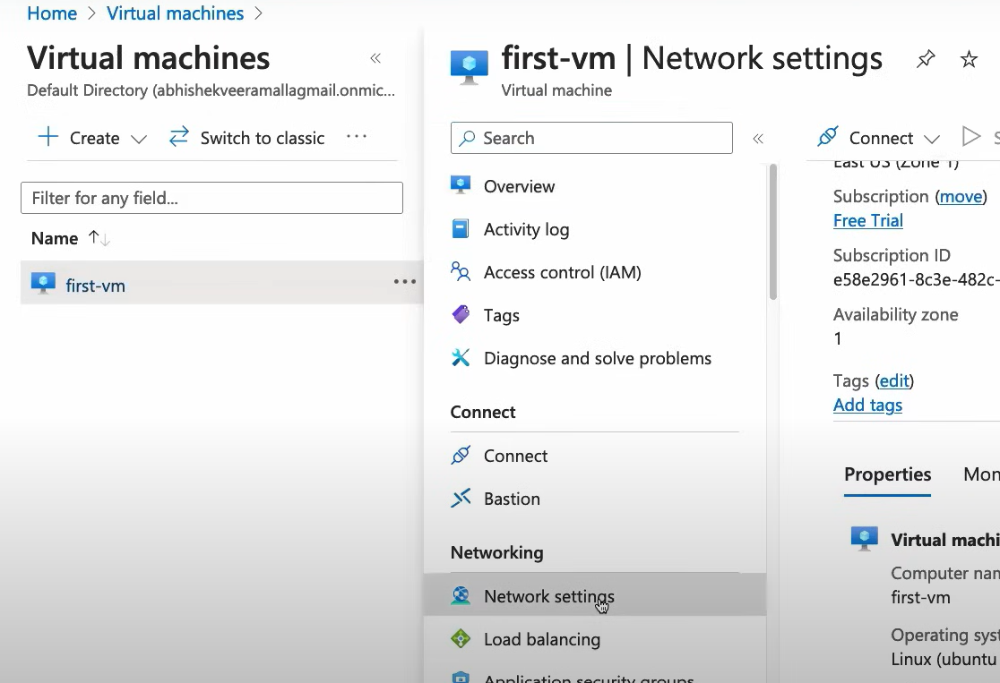 Home > Virtual machines >
Virtual machines «
Default Directory (abhishekveeramallagmail.onmic...
Create
Switch to classic ...
Filter for any field...
Name ↑↓
first-vm ...
first-vm | Network settings
Virtual machine
Search «
Overview
Activity log
Access control (IAM)
Tags
Diagnose and solve problems
Connect
Connect
Bastion
Networking
Network settings
Load balancing
Application security groups
Connect
East US (Zone 1)
Subscription (move)
Free Trial
Subscription ID
e58e2961-8c3e-482c-
Availability zone
1
Tags (edit)
Add tags
Properties Mon
Virtual machi
Computer nam
first-vm
Operating syst
Linux (ubuntu